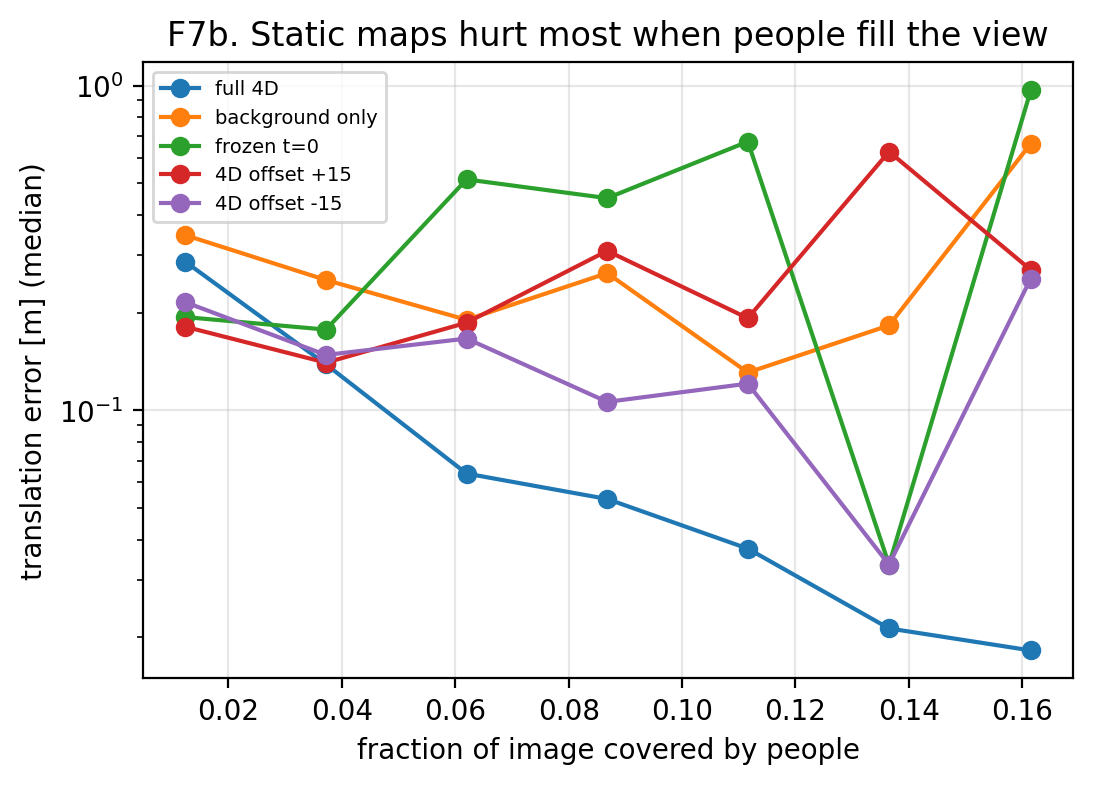 F7b. Static maps hurt most when people fill the view
full 4D
background only
frozen t=0
4D offset +15
4D offset -15
translation error [m] (median)
10⁰
10⁻¹
0.02 0.04 0.06 0.08 0.10 0.12 0.14 0.16
fraction of image covered by people